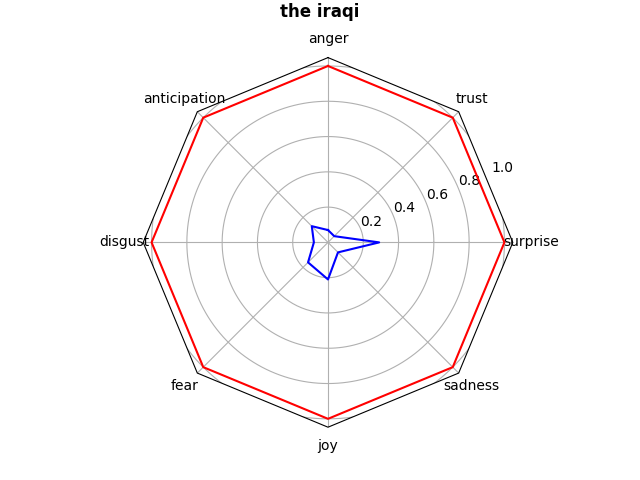 the iraqi
anger
anticipation
trust
1.0
0.8
0.6
0.4
0.2
disgust
surprise
fear
sadness
joy